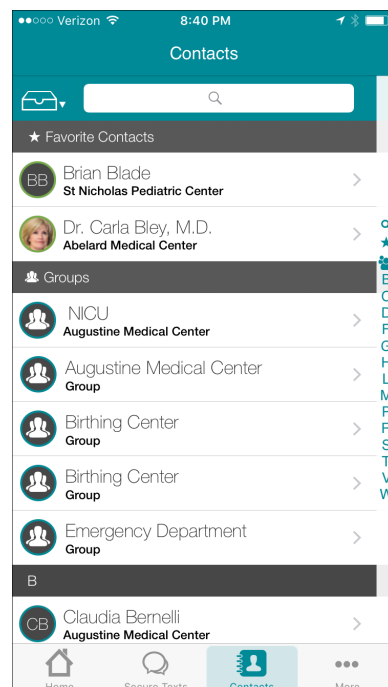 Verizon 8:40 PM
Contacts
Favorite Contacts
BB Brian Blade
St Nicholas Pediatric Center
Dr. Carla Bley, M.D.
Abelard Medical Center
Groups
NICU
Augustine Medical Center
Augustine Medical Center
Group
Birthing Center
Group
Birthing Center
Group
Emergency Department
Group
B
CB Claudia Bernelli
Augustine Medical Center
Home Secure Texts Contacts More